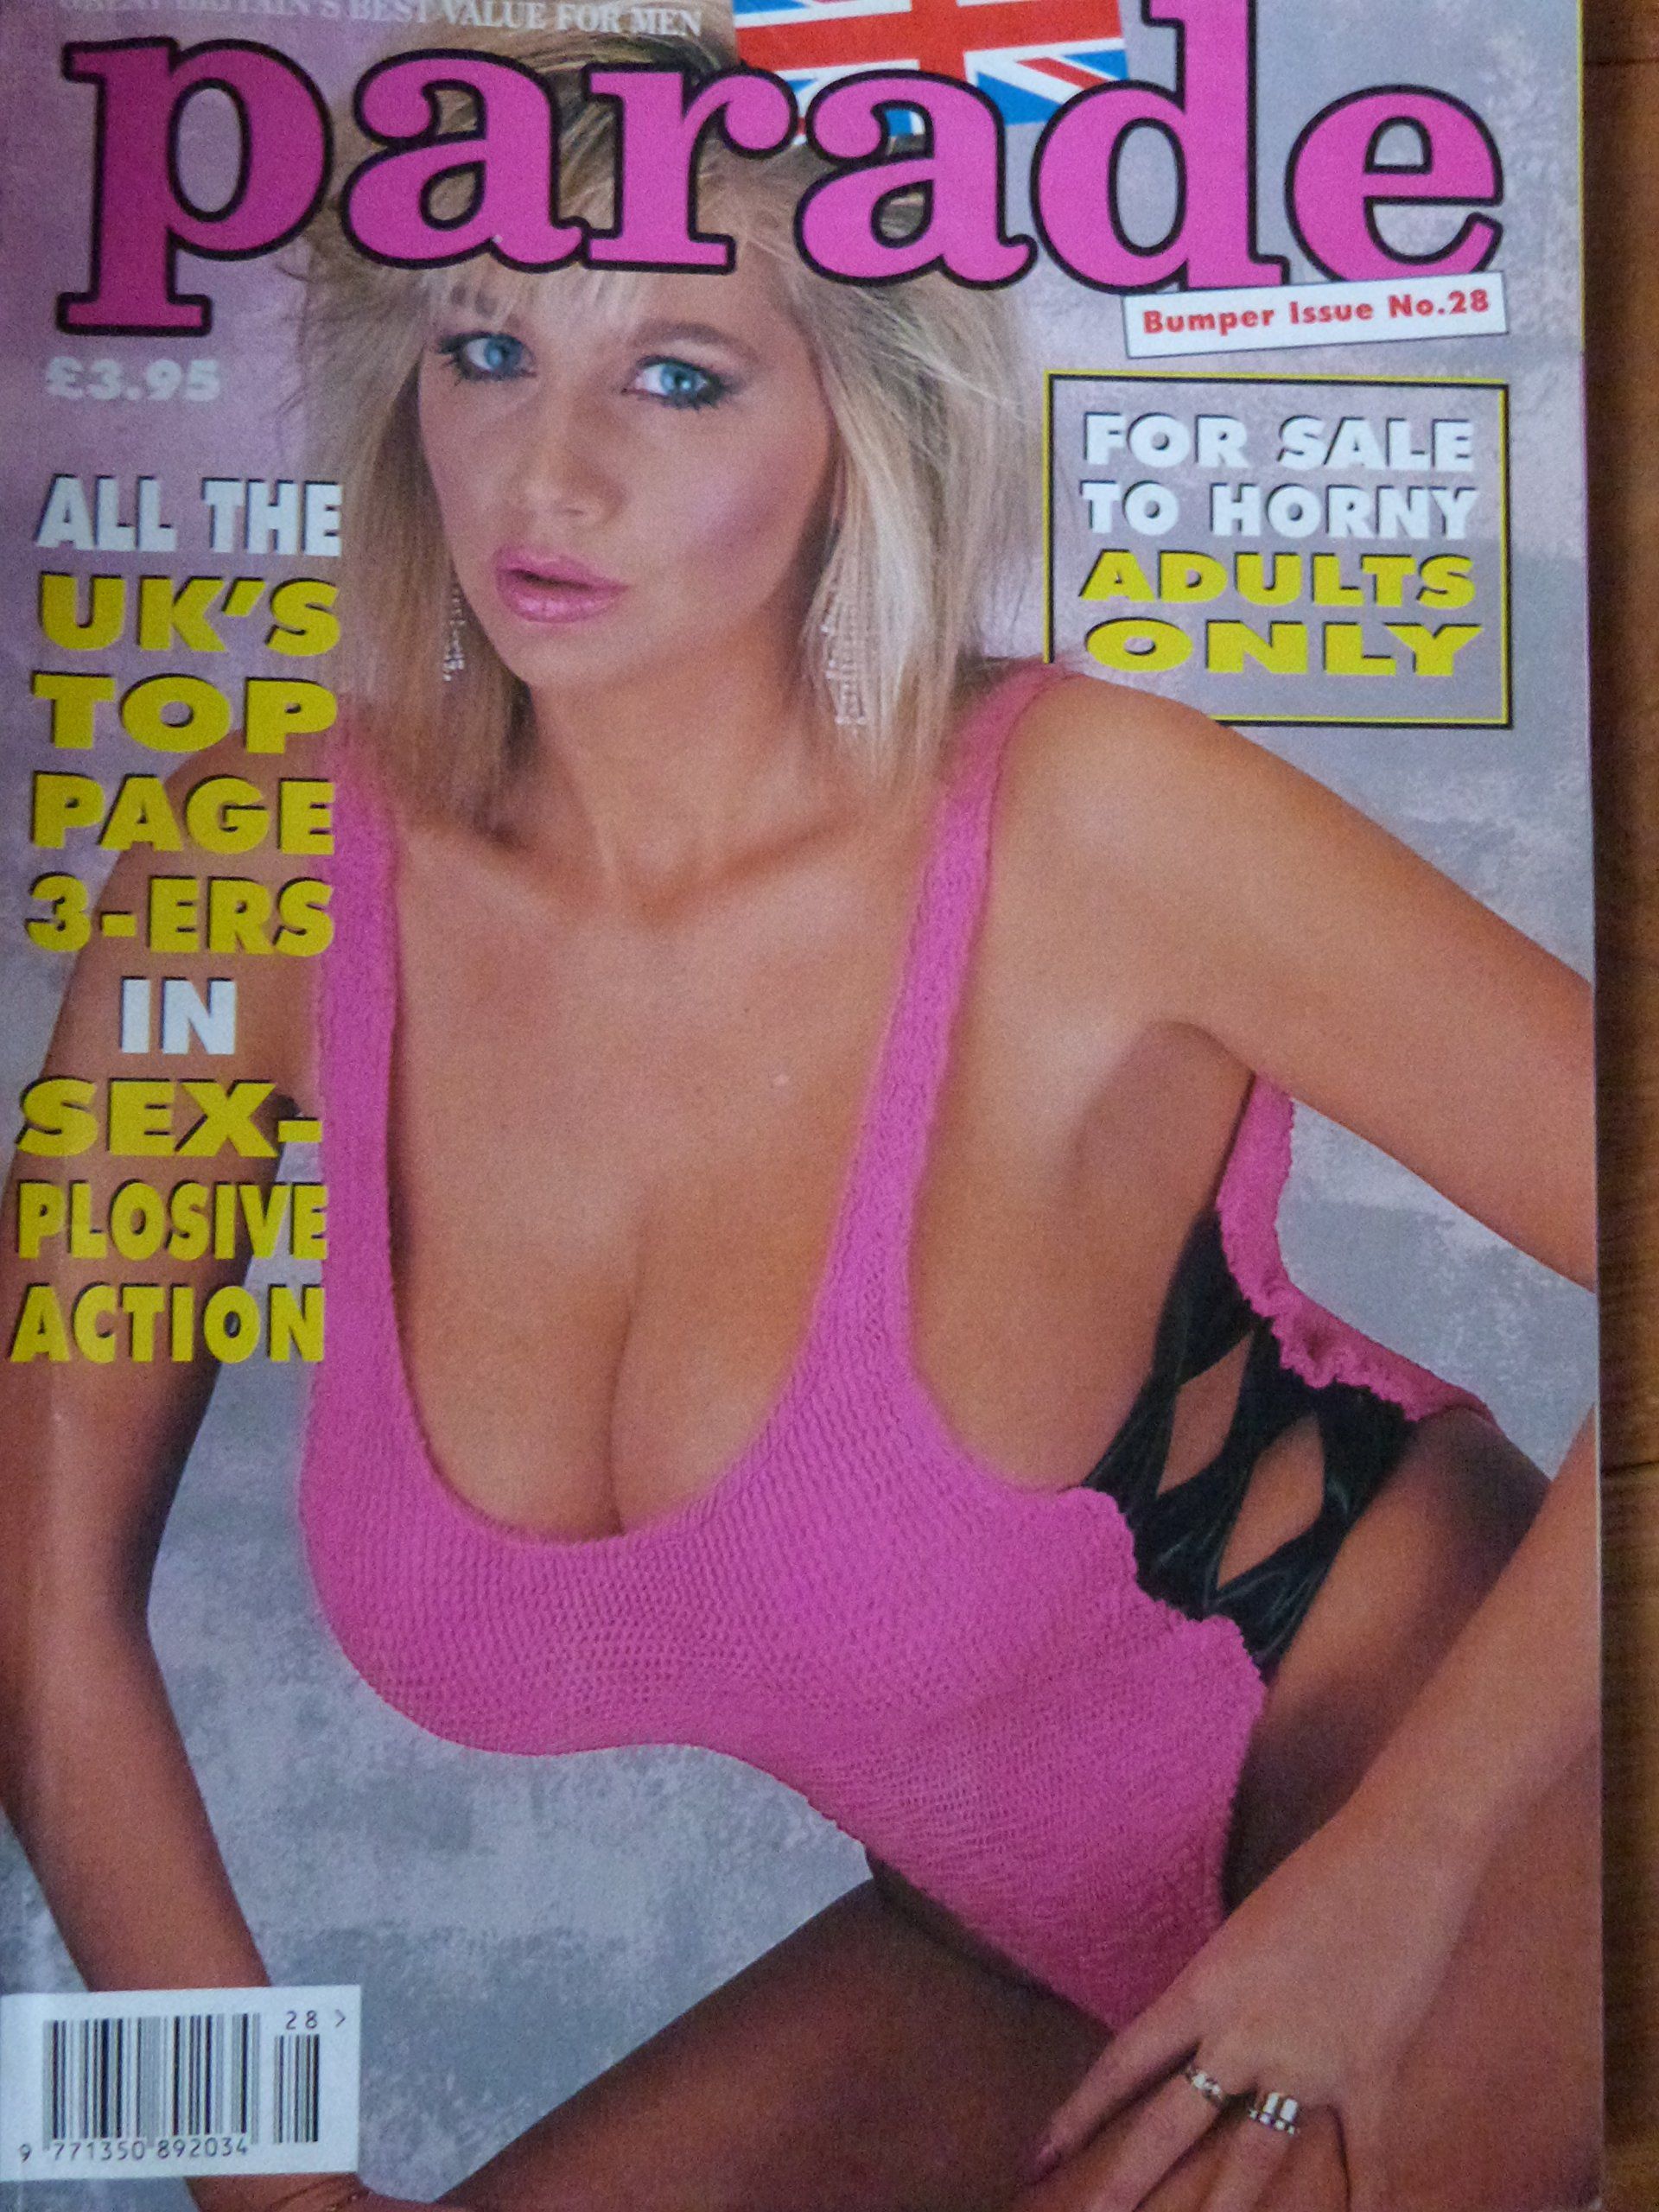 GREAT BRITAIN'S BEST VALUE FOR MEN
parade
Bumper Issue No.28
£3.95
FOR SALE
TO HORNY
ADULTS
ONLY
ALL THE
UK'S
TOP
PAGE
3-ERS
IN
SEX-
PLOSIVE
ACTION
28 >
9 771350 892034